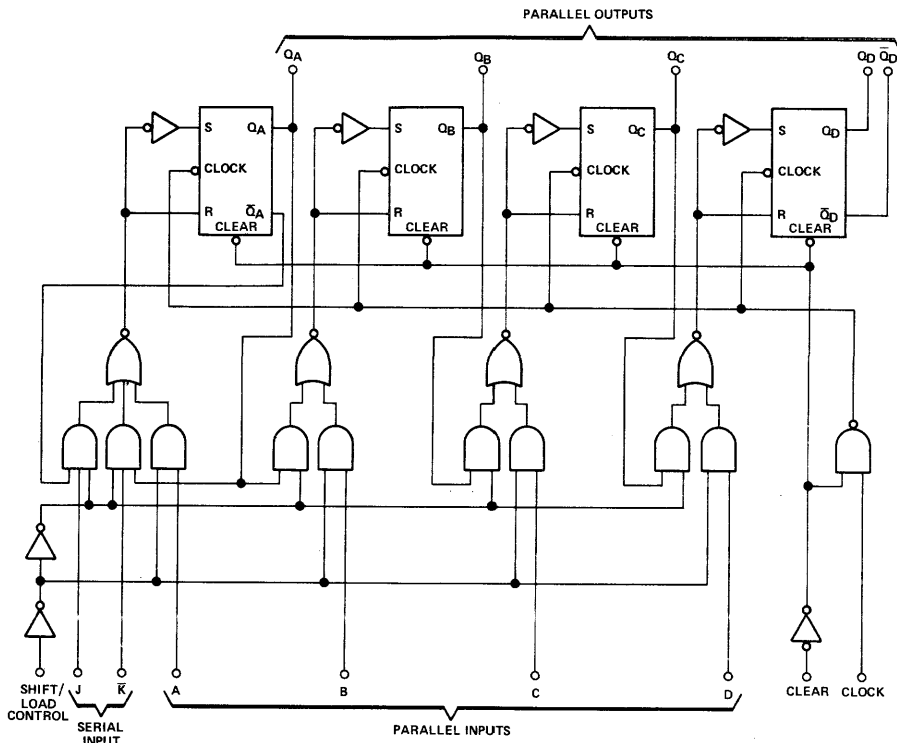 PARALLEL OUTPUTS
QA QB QC QD Q̅D
S QA S QB S QC S QD
CLOCK CLOCK CLOCK CLOCK
R Q̅A R R R Q̅D
CLEAR CLEAR CLEAR CLEAR
SHIFT/ LOAD CONTROL
J K̅ A B C D CLEAR CLOCK
SERIAL INPUT
PARALLEL INPUTS